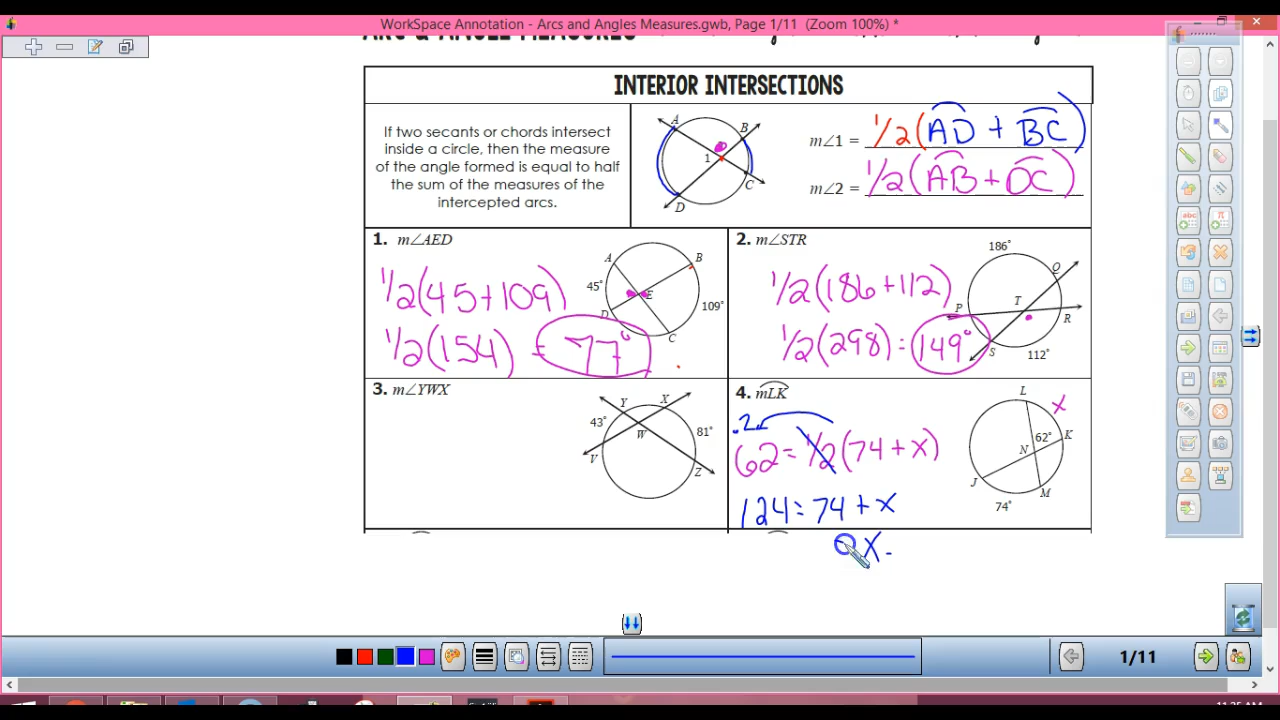 WorkSpace Annotation - Arcs and Angles Measures.gwb, Page 1/11 (Zoom 100%) *
INTERIOR INTERSECTIONS
If two secants or chords intersect
inside a circle, then the measure
of the angle formed is equal to half
the sum of the measures of the
intercepted arcs.
A
B
1
C
D
m∠1 = 1/2(AD + BC)
m∠2 = 1/2(AB + DC)
1. m∠AED
1/2(45+109)
1/2(154) = 77°
A
B
45°
E
D
109°
C
2. m∠STR
1/2(186+112)
1/2(298) = 149°
186°
Q
P
T
R
S
112°
3. m∠YWX
Y
X
43°
W
81°
V
Z
4. mLK
.2
62 = 1/2(74 + x)
124 = 74 + x
x
L
x
62°
K
N
J
M
74°
abc
π
1/11